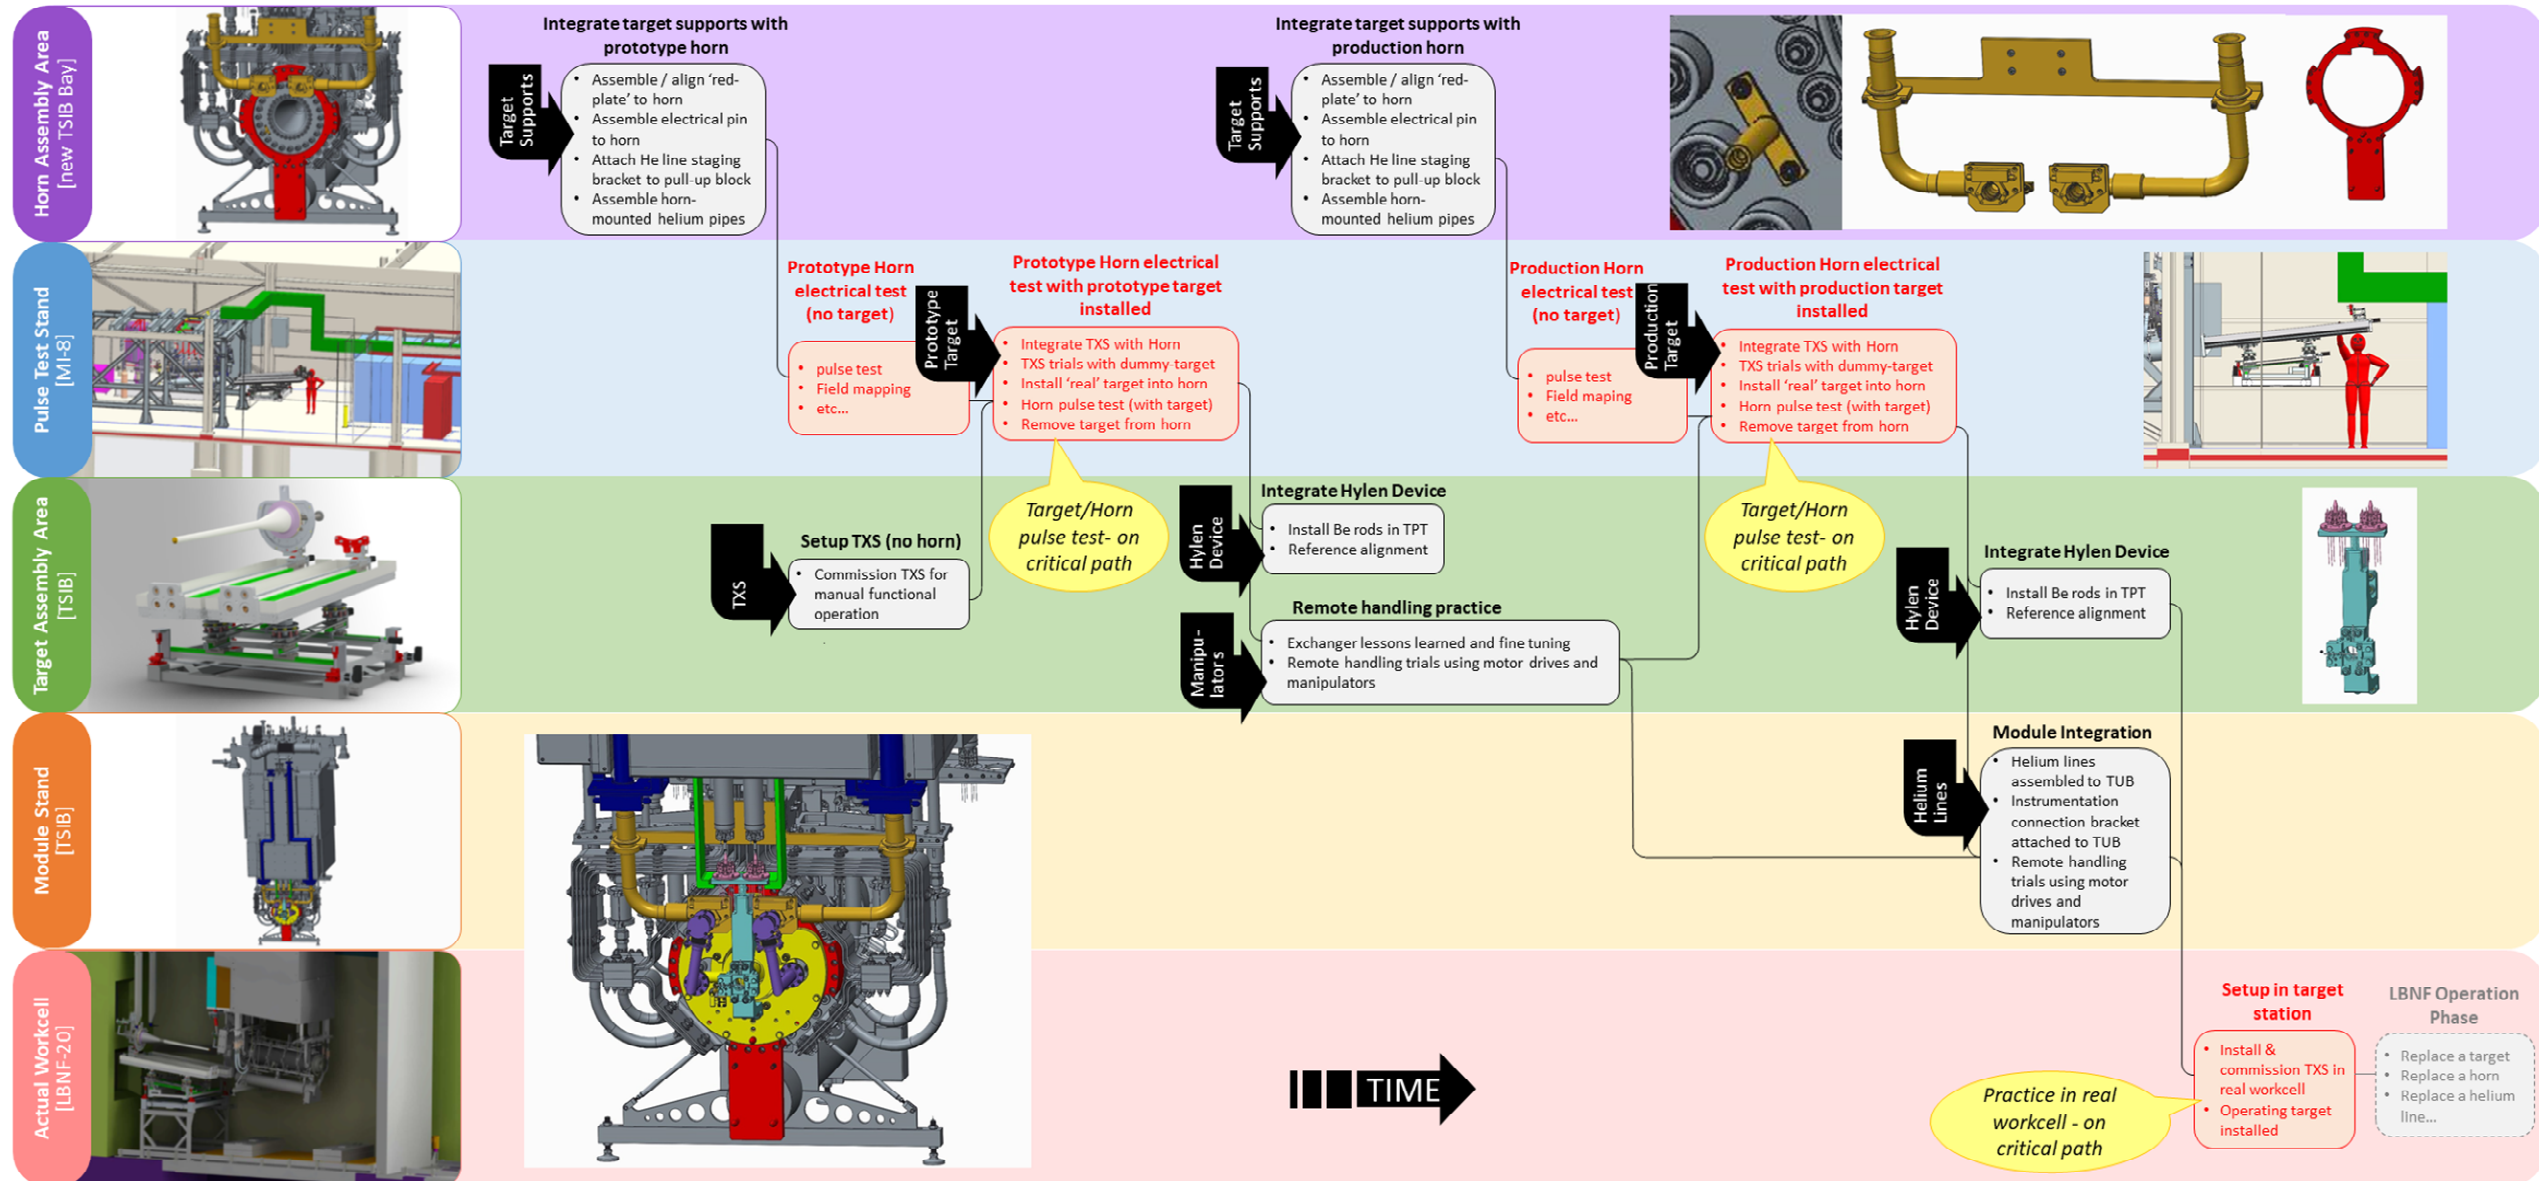 Horn Assembly Area
[new TSIB Bay]
Integrate target supports with
prototype horn
Target
Supports
• Assemble / align ‘red-
plate’ to horn
• Assemble electrical pin
to horn
• Attach He line staging
bracket to pull-up block
• Assemble horn-
mounted helium pipes
Integrate target supports with
production horn
Target
Supports
• Assemble / align ‘red-
plate’ to horn
• Assemble electrical pin
to horn
• Attach He line staging
bracket to pull-up block
• Assemble horn-
mounted helium pipes
Pulse Test Stand
[MI-8]
Prototype Horn
electrical test
(no target)
• pulse test
• Field mapping
• etc...
Prototype
Target
Prototype Horn electrical
test with prototype target
installed
• Integrate TXS with Horn
• TXS trials with dummy-target
• Install ‘real’ target into horn
• Horn pulse test (with target)
• Remove target from horn
Production Horn
electrical test
(no target)
• pulse test
• Field maping
• etc...
Production
Target
Production Horn electrical
test with production target
installed
• Integrate TXS with Horn
• TXS trials with dummy-target
• Install ‘real’ target into horn
• Horn pulse test (with target)
• Remove target from horn
Target Assembly Area
[TSIB]
TXS
Setup TXS (no horn)
• Commission TXS for
manual functional
operation
Target/Horn
pulse test- on
critical path
Hylen
Device
Integrate Hylen Device
• Install Be rods in TPT
• Reference alignment
Manipu-
lators
Remote handling practice
• Exchanger lessons learned and fine tuning
• Remote handling trials using motor drives and
manipulators
Target/Horn
pulse test- on
critical path
Hylen
Device
Integrate Hylen Device
• Install Be rods in TPT
• Reference alignment
Module Stand
[TSIB]
Helium
Lines
Module Integration
• Helium lines
assembled to TUB
• Instrumentation
connection bracket
attached to TUB
• Remote handling
trials using motor
drives and
manipulators
Actual Workcell
[LBNF-20]
TIME
Practice in real
workcell - on
critical path
Setup in target
station
• Install &
commission TXS in
real workcell
• Operating target
installed
LBNF Operation
Phase
• Replace a target
• Replace a horn
• Replace a helium
line...